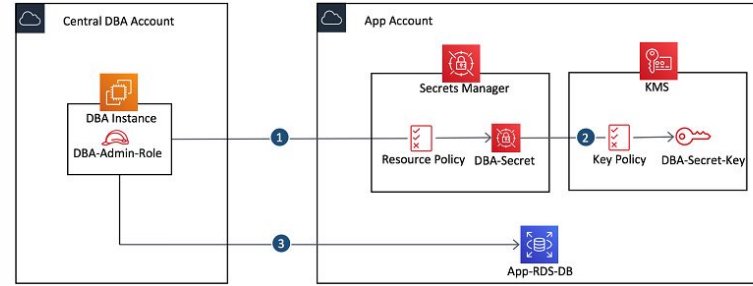 Central DBA Account
App Account
Secrets Manager
KMS
DBA Instance
DBA-Admin-Role
1
Resource Policy
DBA-Secret
2
Key Policy
DBA-Secret-Key
3
App-RDS-DB